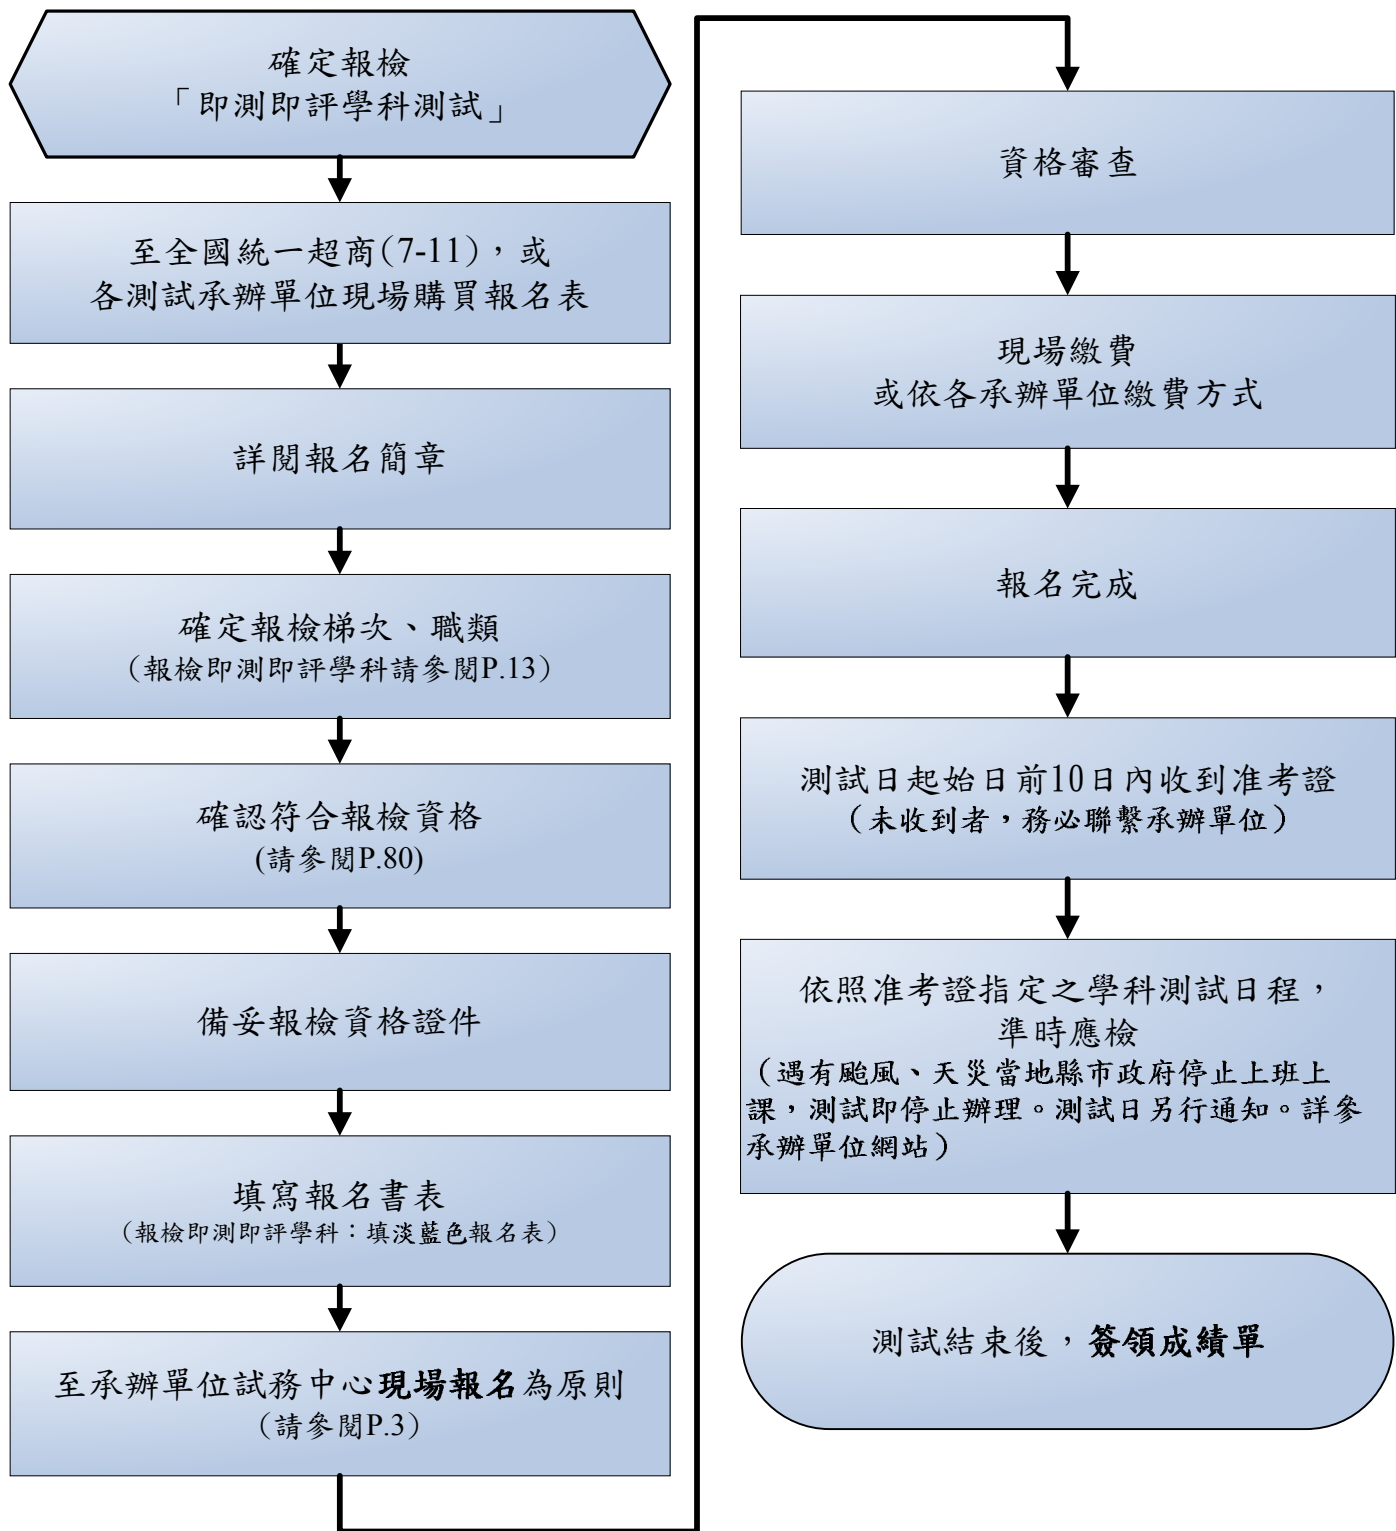 確定報檢
「即測即評學科測試」
至全國統一超商(7-11)，或
各測試承辦單位現場購買報名表
詳閱報名簡章
確定報檢梯次、職類
(報檢即測即評學科請參閱P.13)
確認符合報檢資格
(請參閱P.80)
備妥報檢資格證件
填寫報名書表
(報檢即測即評學科：填淡藍色報名表)
至承辦單位試務中心現場報名為原則
(請參閱P.3)
資格審查
現場繳費
或依各承辦單位繳費方式
報名完成
測試日起始日前10日內收到准考證
(未收到者，務必聯繫承辦單位)
依照准考證指定之學科測試日程，
準時應檢
(遇有颱風、天災當地縣市政府停止上班上
課，測試即停止辦理。測試日另行通知。詳參
承辦單位網站)
測試結束後，簽領成績單